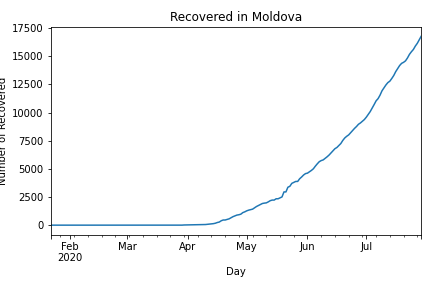 Recovered in Moldova
17500
15000
12500
10000
7500
5000
2500
0
Number of Recovered
Feb
2020
Mar
Apr
May
Jun
Jul
Day